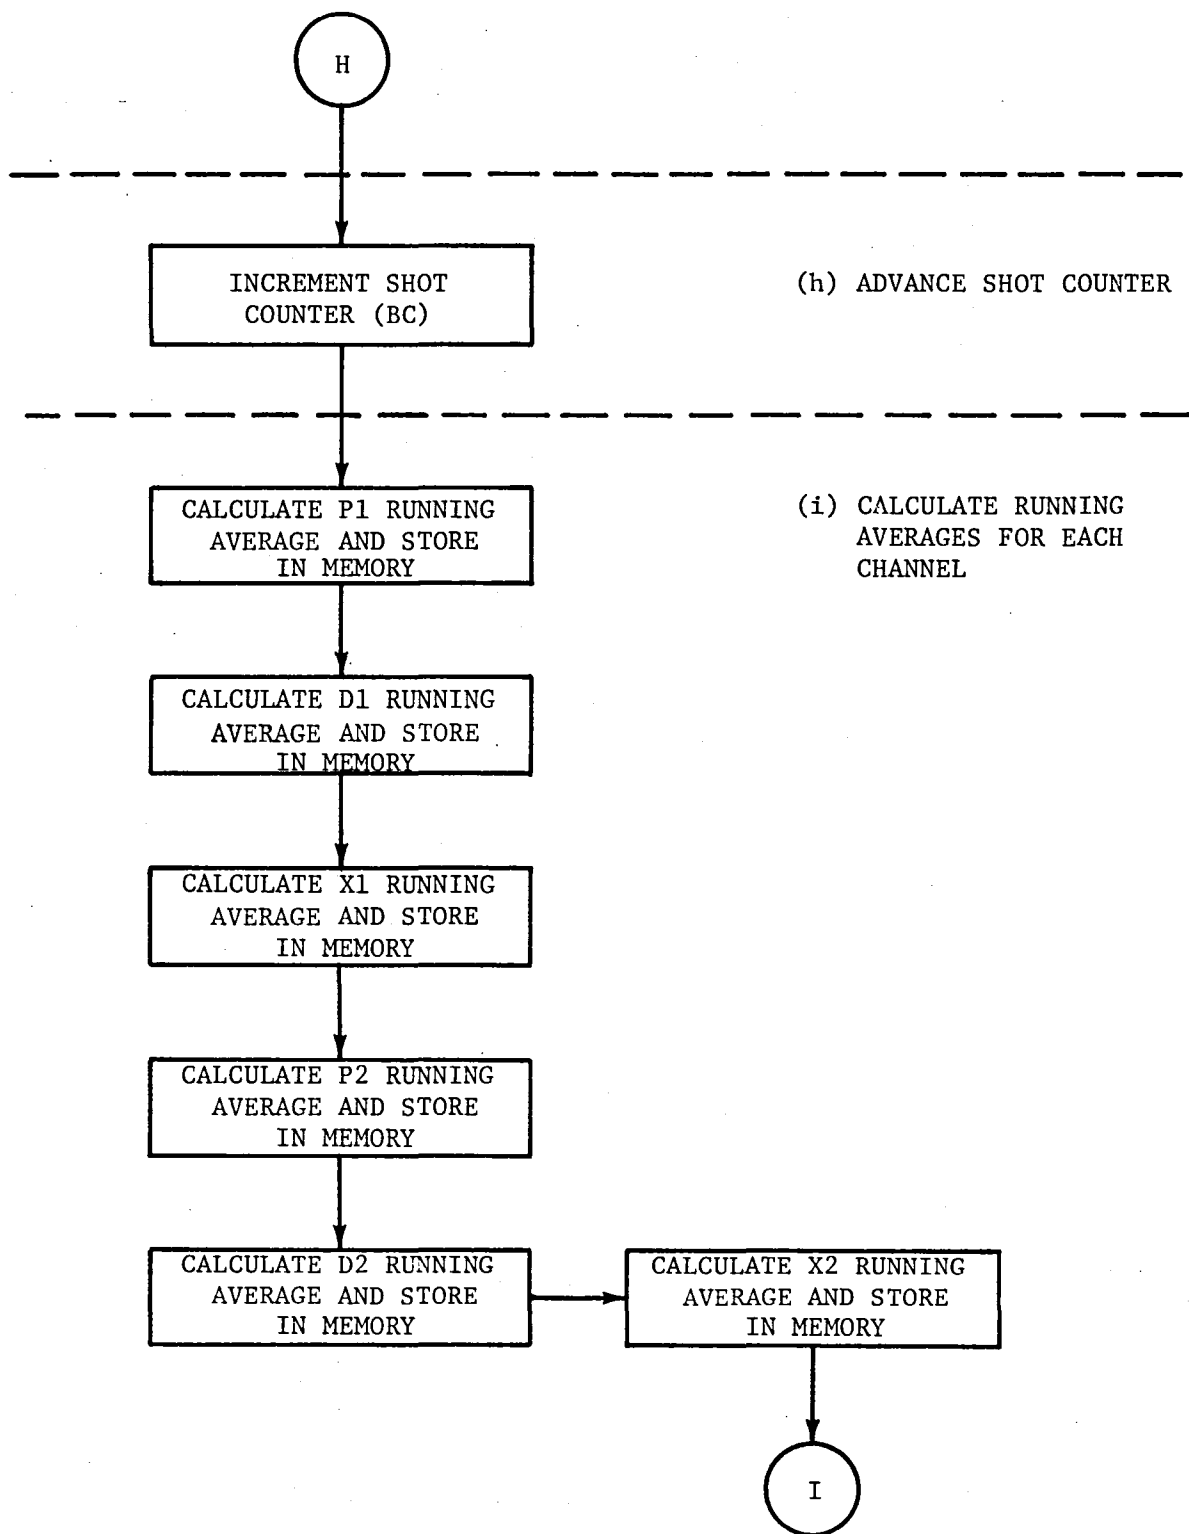 H
INCREMENT SHOT
COUNTER (BC)
(h) ADVANCE SHOT COUNTER
CALCULATE P1 RUNNING
AVERAGE AND STORE
IN MEMORY
(i) CALCULATE RUNNING
AVERAGES FOR EACH
CHANNEL
CALCULATE D1 RUNNING
AVERAGE AND STORE
IN MEMORY
CALCULATE X1 RUNNING
AVERAGE AND STORE
IN MEMORY
CALCULATE P2 RUNNING
AVERAGE AND STORE
IN MEMORY
CALCULATE D2 RUNNING
AVERAGE AND STORE
IN MEMORY
CALCULATE X2 RUNNING
AVERAGE AND STORE
IN MEMORY
I